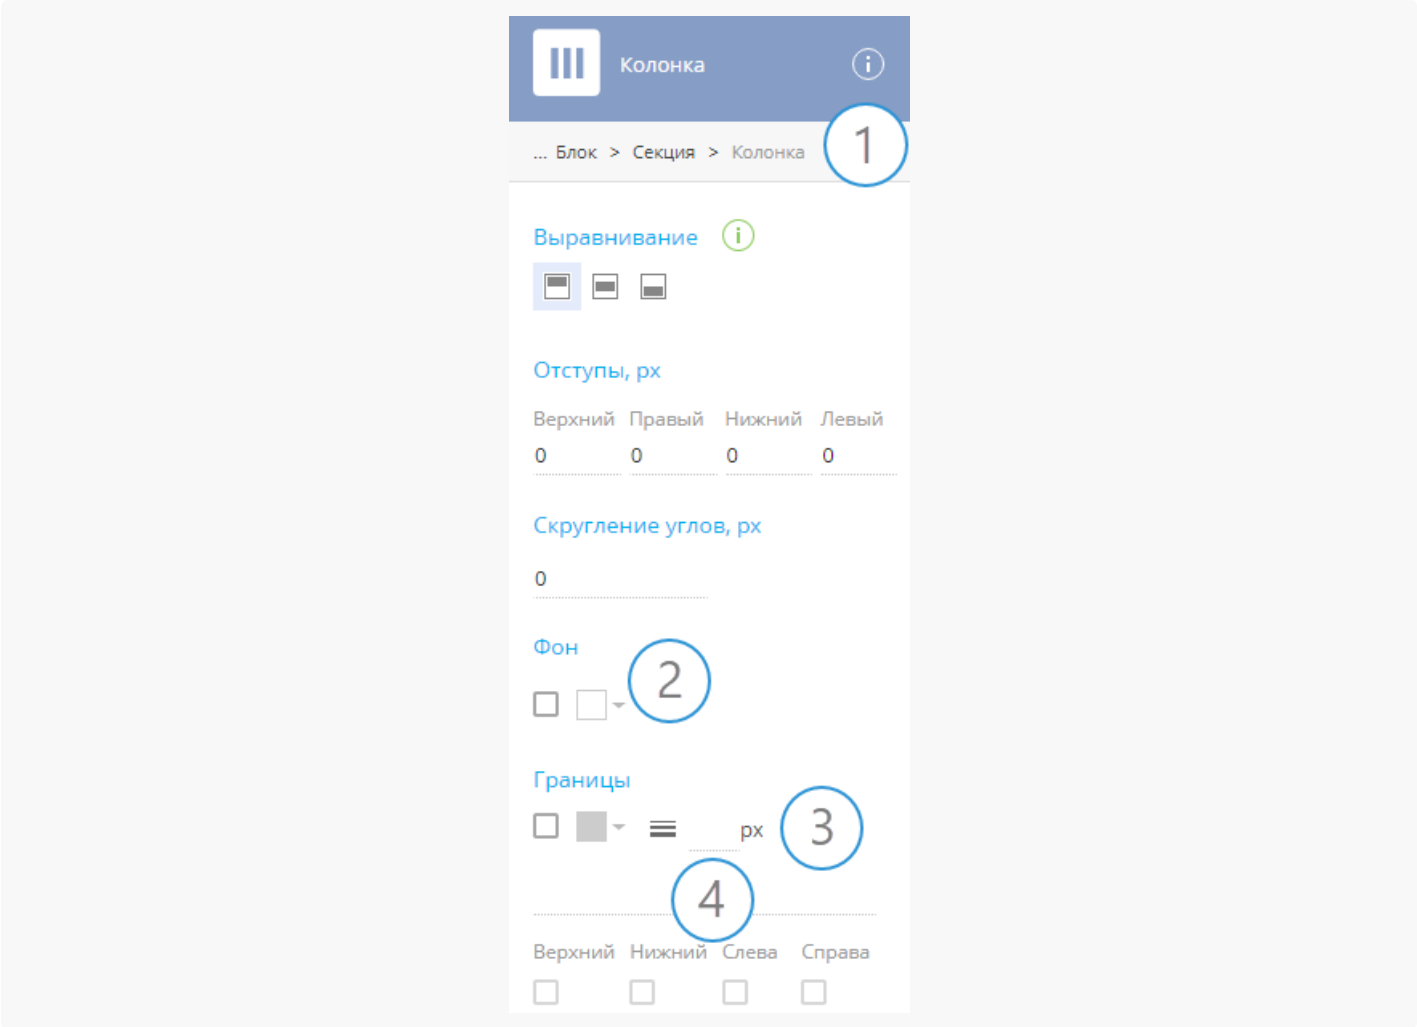 Колонка
1
... Блок > Секция > Колонка
Выравнивание
Отступы, px
Верхний Правый Нижний Левый
0 0 0 0
Скругление углов, px
0
Фон
2
Границы
px 3
4
Верхний Нижний Слева Справа